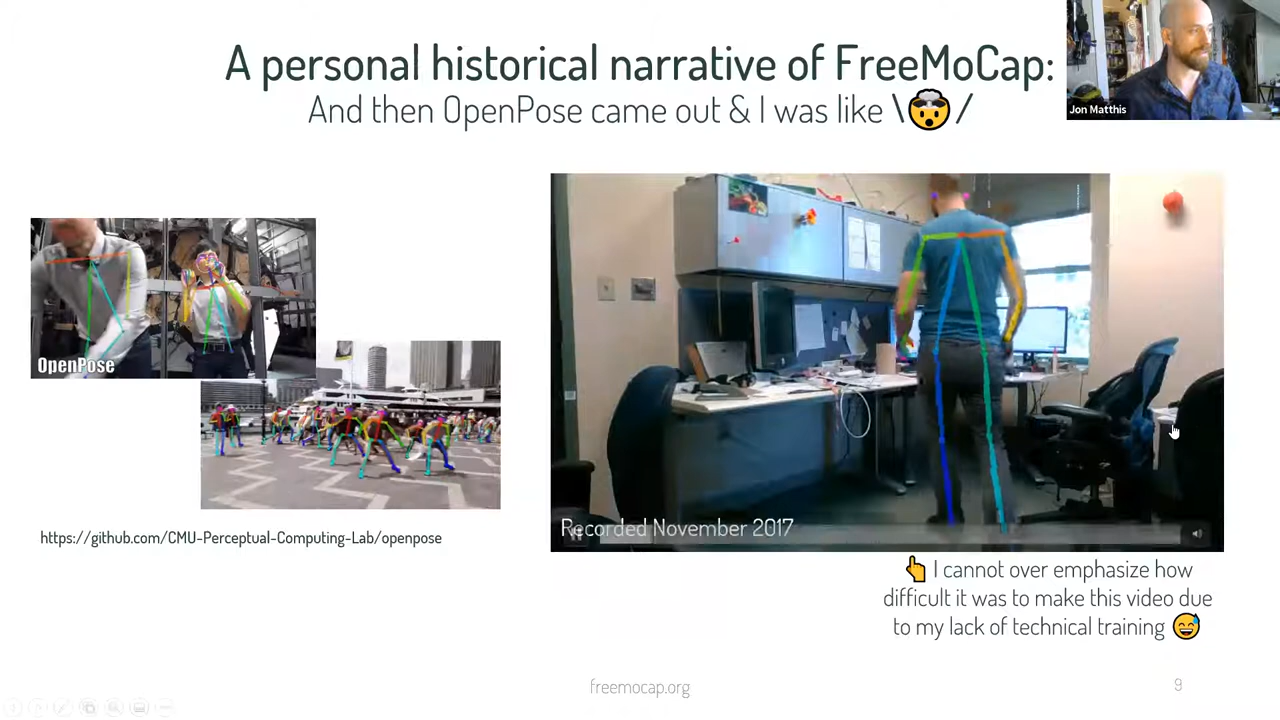 A personal historical narrative of FreeMoCap:
And then OpenPose came out & I was like \🤯/
Jon Matthis
OpenPose
https://github.com/CMU-Perceptual-Computing-Lab/openpose
Recorded November 2017
👆 I cannot over emphasize how
difficult it was to make this video due
to my lack of technical training 😅
freemocap.org
9